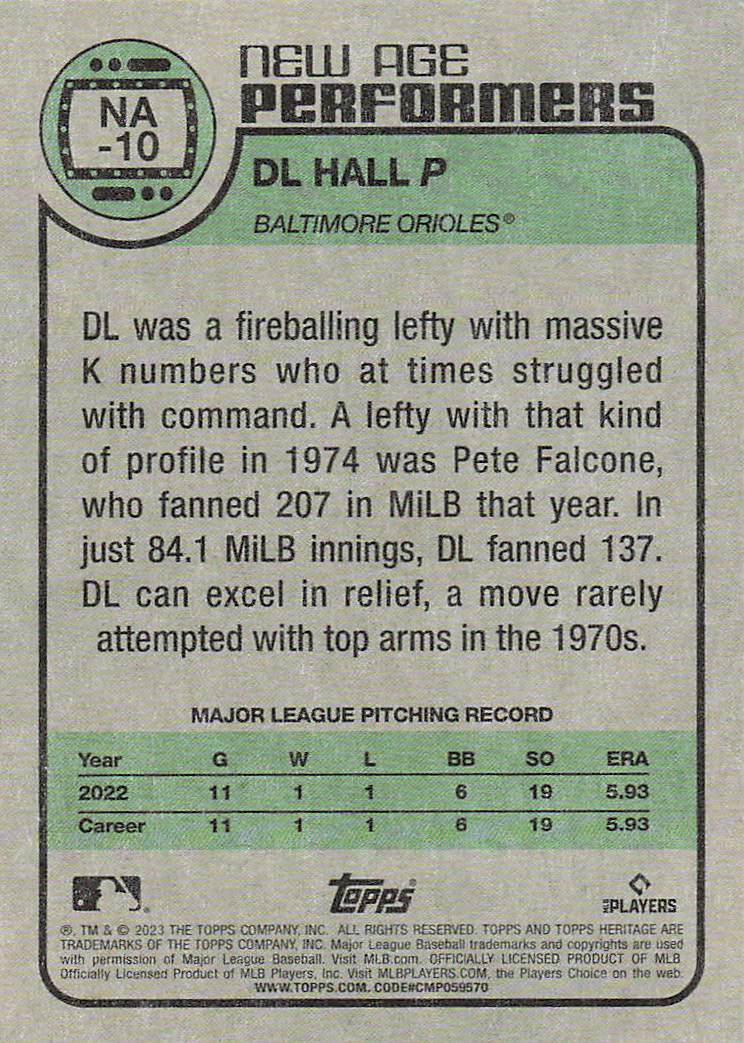 NA
-10
NEW AGE
PERFORMERS
DL HALL P
BALTIMORE ORIOLES®
DL was a fireballing lefty with massive
K numbers who at times struggled
with command. A lefty with that kind
of profile in 1974 was Pete Falcone,
who fanned 207 in MiLB that year. In
just 84.1 MiLB innings, DL fanned 137.
DL can excel in relief, a move rarely
attempted with top arms in the 1970s.
MAJOR LEAGUE PITCHING RECORD
Year G W L BB SO ERA
2022 11 1 1 6 19 5.93
Career 11 1 1 6 19 5.93
Topps®
MLB PLAYERS
®, TM & © 2023 THE TOPPS COMPANY, INC. ALL RIGHTS RESERVED. TOPPS AND TOPPS HERITAGE ARE
TRADEMARKS OF THE TOPPS COMPANY, INC. Major League Baseball trademarks and copyrights are used
with permission of Major League Baseball. Visit MLB.com. OFFICIALLY LICENSED PRODUCT OF MLB
Officially Licensed Product of MLB Players, Inc. Visit MLBPLAYERS.COM, the Players Choice on the web.
WWW.TOPPS.COM. CODE#CMP059570